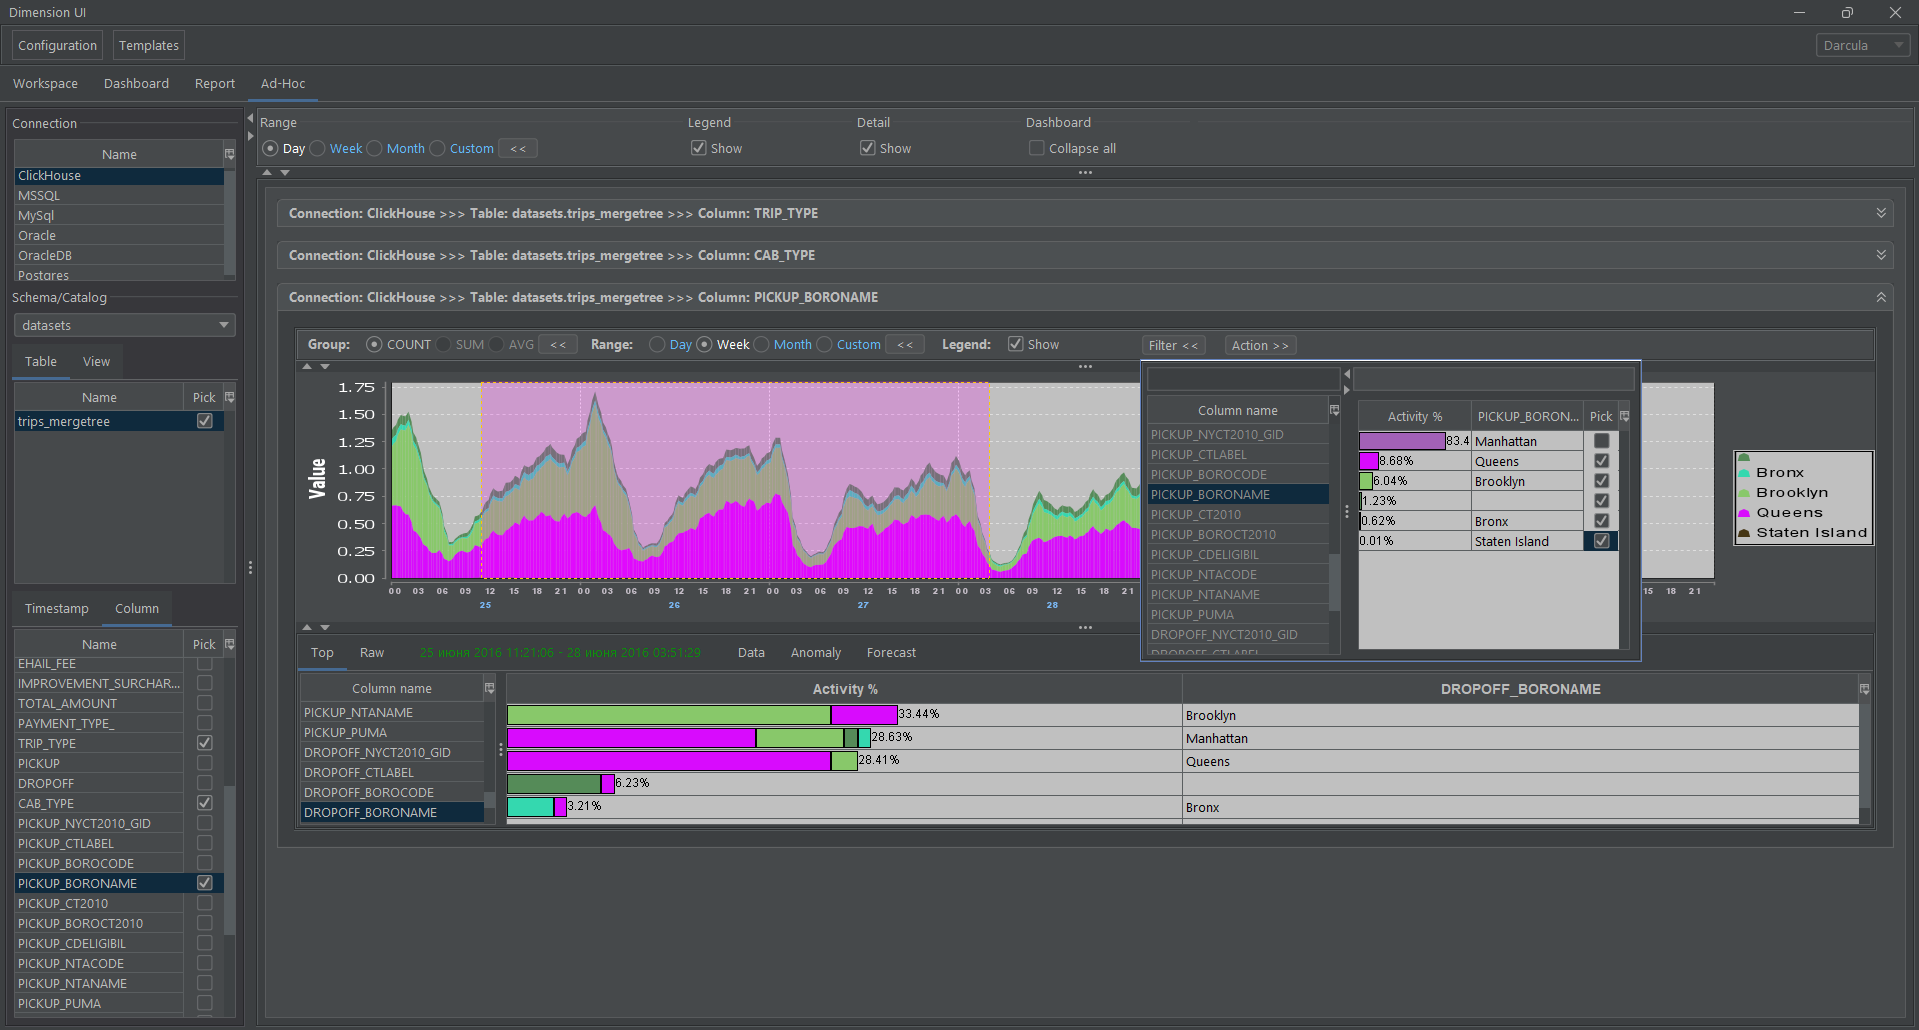 Dimension UI
Configuration Templates Darcula
Workspace Dashboard Report Ad-Hoc
Connection
Name
ClickHouse
MSSQL
MySql
Oracle
OracleDB
Postgres
Schema/Catalog
datasets
Table View
Name Pick
trips_mergetree
Timestamp Column
Name Pick
EHAIL_FEE
IMPROVEMENT_SURCHAR...
TOTAL_AMOUNT
PAYMENT_TYPE_
TRIP_TYPE
PICKUP
DROPOFF
CAB_TYPE
PICKUP_NYCT2010_GID
PICKUP_CTLABEL
PICKUP_BOROCODE
PICKUP_BORONAME
PICKUP_CT2010
PICKUP_BOROCT2010
PICKUP_CDELIGIBIL
PICKUP_NTACODE
PICKUP_NTANAME
PICKUP_PUMA
Range Legend Detail Dashboard
Day Week Month Custom << Show Show Collapse all
Connection: ClickHouse >>> Table: datasets.trips_mergetree >>> Column: TRIP_TYPE
Connection: ClickHouse >>> Table: datasets.trips_mergetree >>> Column: CAB_TYPE
Connection: ClickHouse >>> Table: datasets.trips_mergetree >>> Column: PICKUP_BORONAME
Group: COUNT SUM AVG << Range: Day Week Month Custom << Legend: Show Filter << Action >>
Value
1.75
1.50
1.25
1.00
0.75
0.50
0.25
0.00
00 03 06 09 12 15 18 21 00 03 06 09 12 15 18 21 00 03 06 09 12 15 18 21 00 03 06 09 12 15 18 21 15 18 21
25 26 27 28
Column name
PICKUP_NYCT2010_GID
PICKUP_CTLABEL
PICKUP_BOROCODE
PICKUP_BORONAME
PICKUP_CT2010
PICKUP_BOROCT2010
PICKUP_CDELIGIBIL
PICKUP_NTACODE
PICKUP_NTANAME
PICKUP_PUMA
DROPOFF_NYCT2010_GID
DROPOFF_CTLABEL
Activity % PICKUP_BORON... Pick
83.4 Manhattan
8.68% Queens
6.04% Brooklyn
1.23%
0.62% Bronx
0.01% Staten Island
Bronx
Brooklyn
Queens
Staten Island
Top Raw 25 июня 2016 11:21:06 - 28 июня 2016 03:51:29 Data Anomaly Forecast
Column name
PICKUP_NTANAME
PICKUP_PUMA
DROPOFF_NYCT2010_GID
DROPOFF_CTLABEL
DROPOFF_BOROCODE
DROPOFF_BORONAME
Activity % DROPOFF_BORONAME
33.44% Brooklyn
28.63% Manhattan
28.41% Queens
6.23%
3.21% Bronx